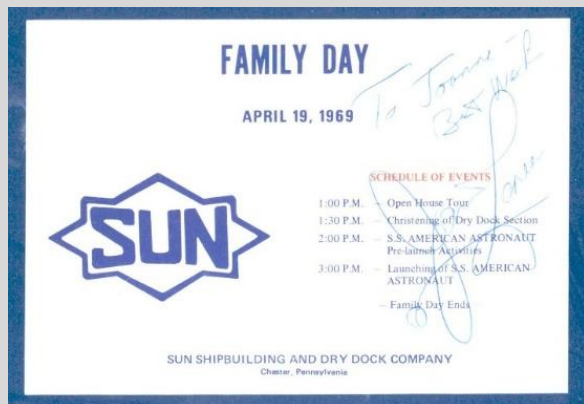 FAMILY DAY
APRIL 19, 1969
To Joanne -
Best Wishes
SUN
SCHEDULE OF EVENTS
1:00 P.M. – Open House Tour
1:30 P.M. – Christening of Dry Dock Section
2:00 P.M. – S.S. AMERICAN ASTRONAUT
Pre-launch Activities
3:00 P.M. – Launching of S.S. AMERICAN
ASTRONAUT
– Family Day Ends –
SUN SHIPBUILDING AND DRY DOCK COMPANY
Chester, Pennsylvania